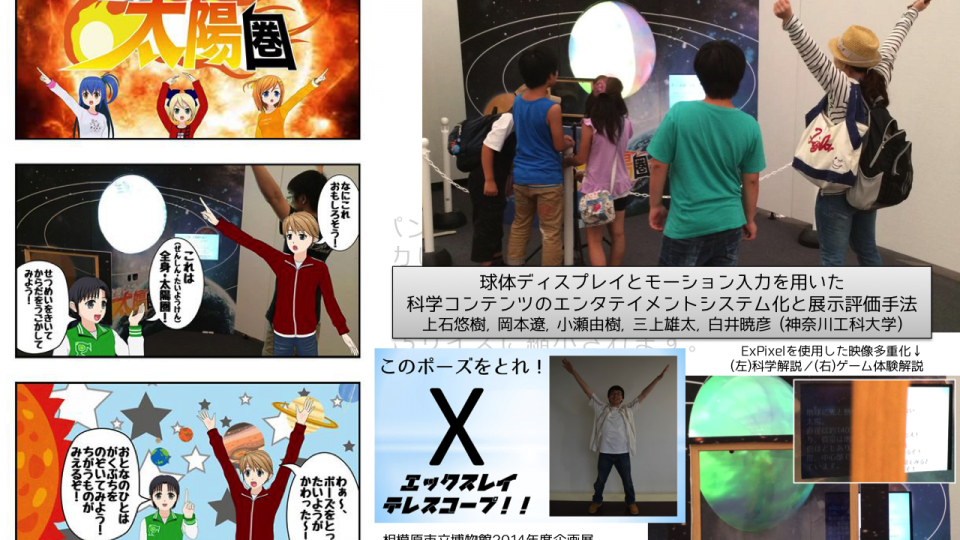 太陽圏
なにこれ
おもしろそう!
これは
(ぜんしん・たいようけん)
全身・太陽圏!
せつめいをきいて
からだをうごかして
みよう!
おとなのひとは
がくぶちを
のぞいてみよう!
ちがうものが
みえるぞ!
わぁ〜、
ポーズをとっ
たいようが
かわった〜!
球体ディスプレイとモーション入力を用いた
科学コンテンツのエンタテイメントシステム化と展示評価手法
上石悠樹, 岡本遼, 小瀬由樹, 三上雄太, 白井暁彦 (神奈川工科大学)
ExPixelを使用した映像多重化↓
(左)科学解説/(右)ゲーム体験解説
このポーズをとれ!
X
エックスレイ
テレスコープ!!
相模原市立博物館2014年度企画展